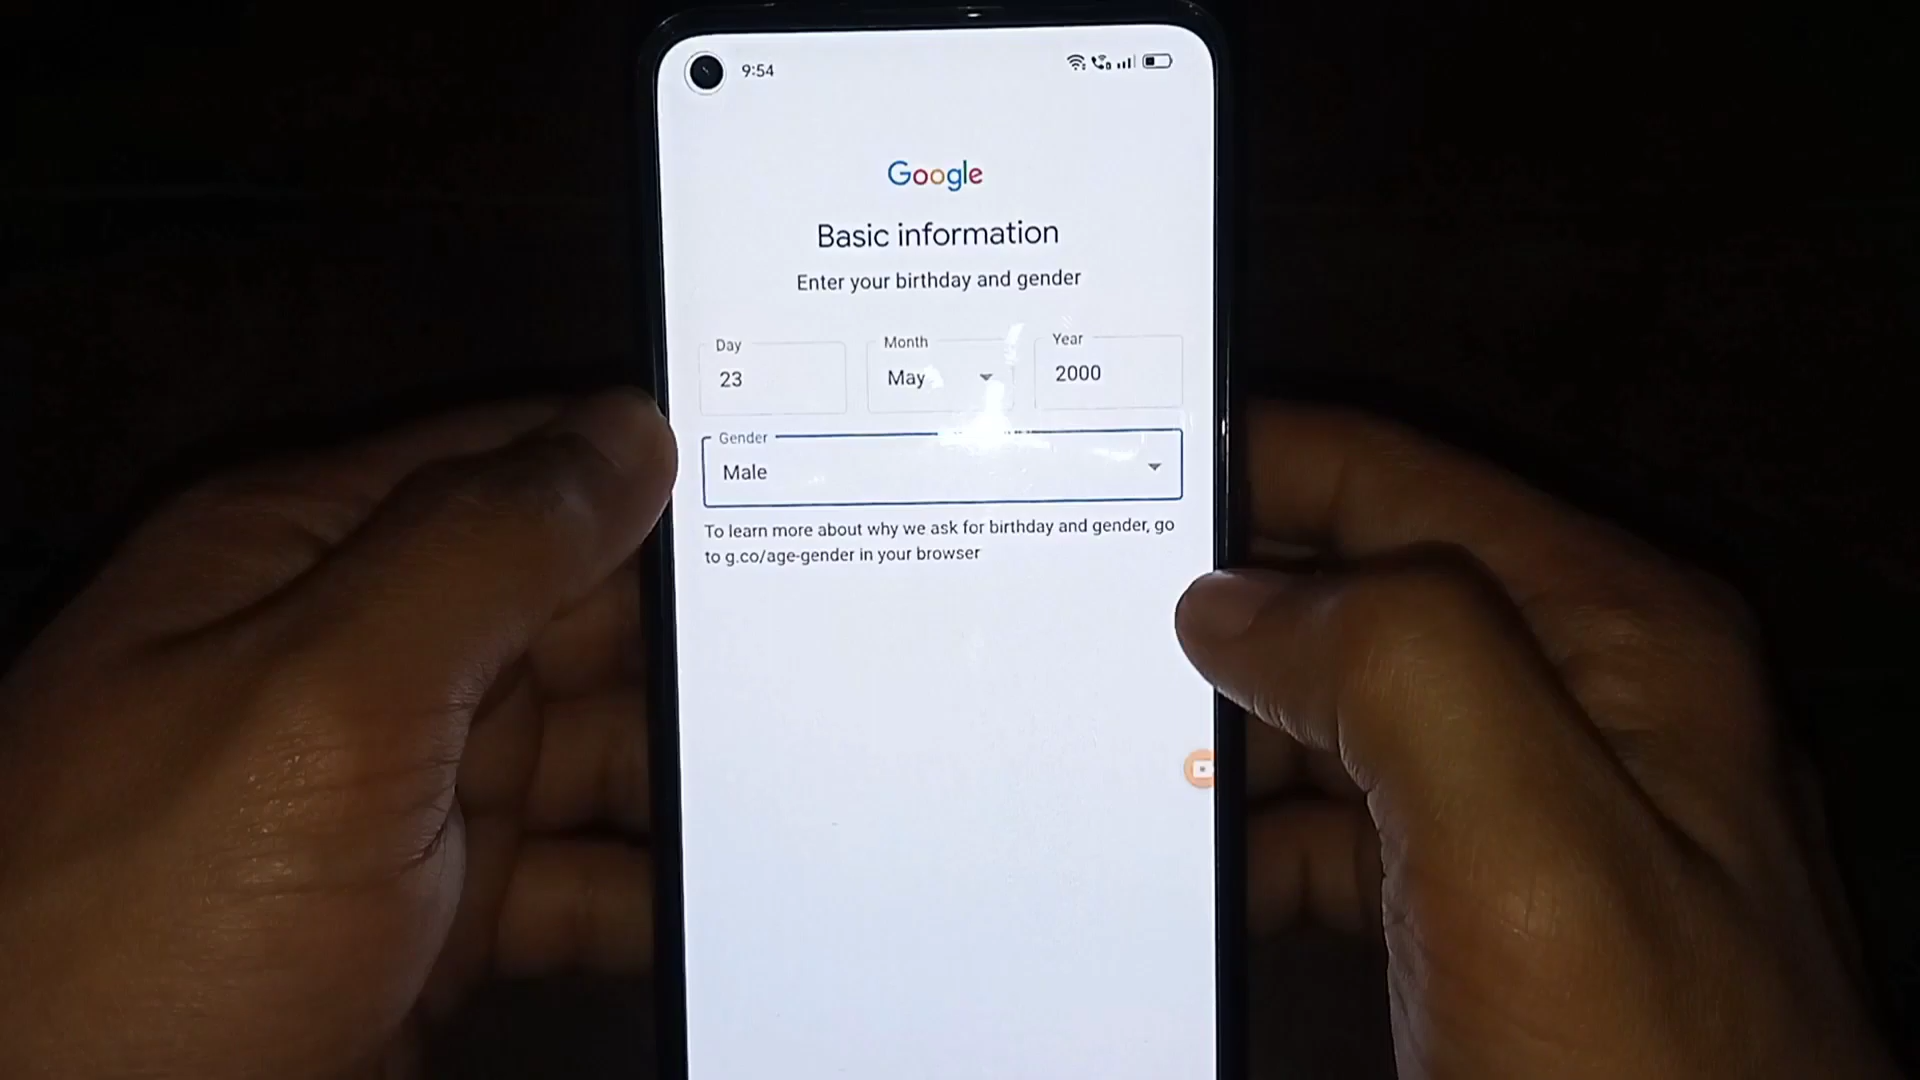 9:54
Google
Basic information
Enter your birthday and gender
Day
Month
Year
23
May
2000
Gender
Male
To learn more about why we ask for birthday and gender, go
to g.co/age-gender in your browser